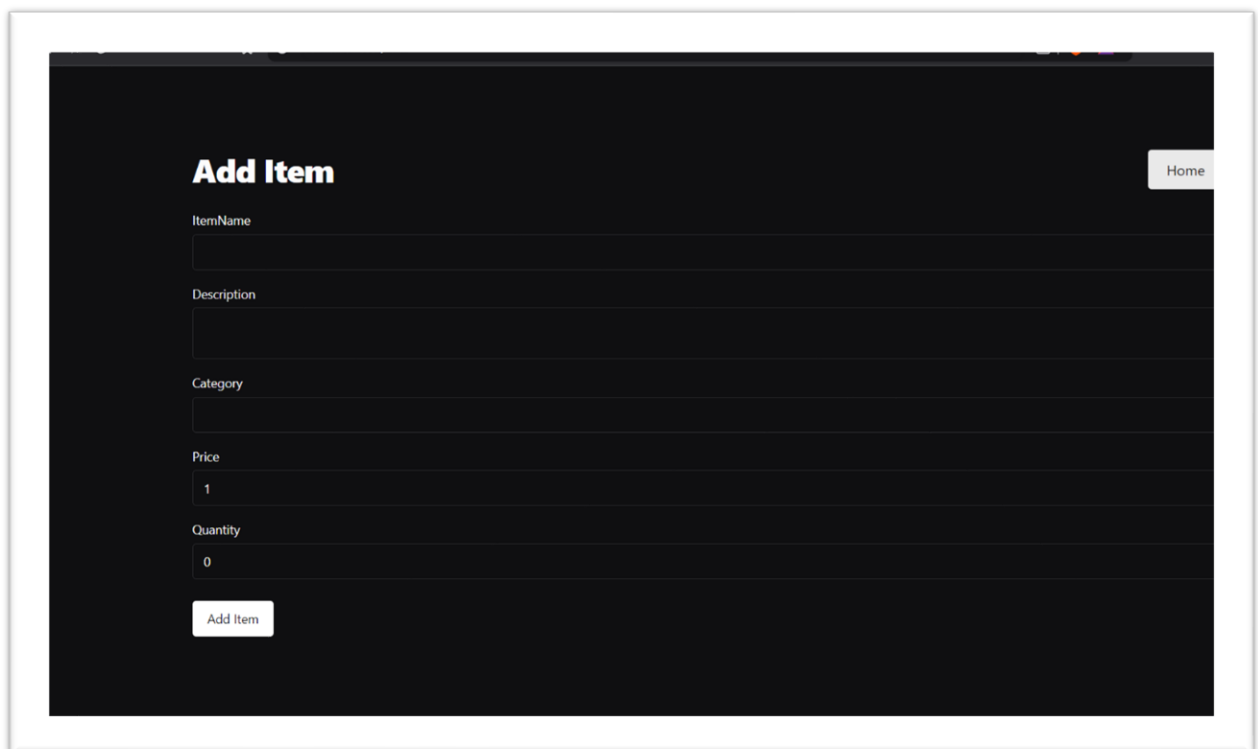 Add Item
Home
ItemName
Description
Category
Price
1
Quantity
0
Add Item